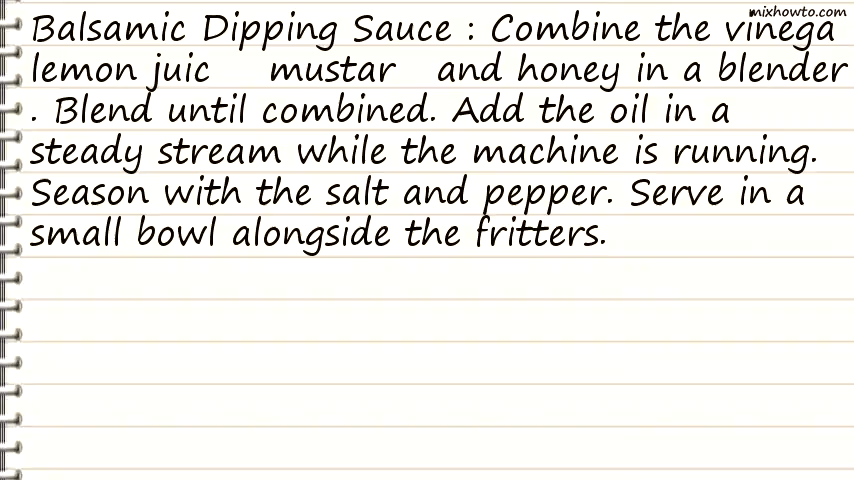 mixhowto.com
Balsamic Dipping Sauce : Combine the vinega
lemon juic mustar and honey in a blender
. Blend until combined. Add the oil in a
steady stream while the machine is running.
Season with the salt and pepper. Serve in a
small bowl alongside the fritters.